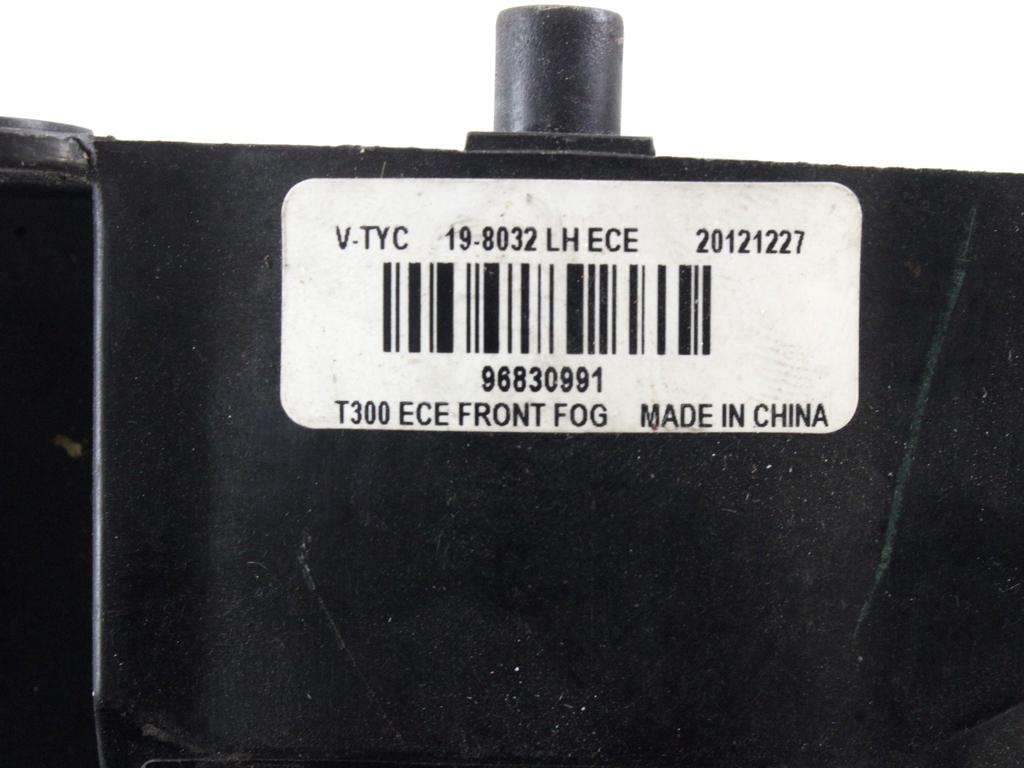 V-TYC 19-8032 LH ECE 20121227
96830991
T300 ECE FRONT FOG MADE IN CHINA